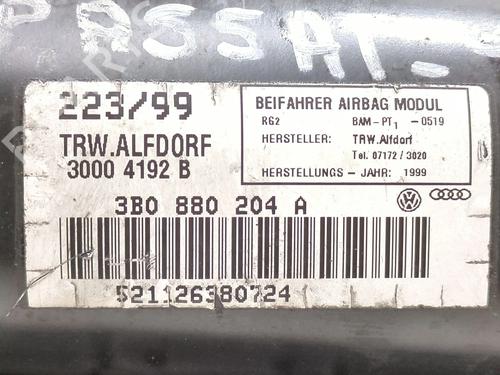 PASSAT
223/99
TRW.ALFDORF
3000 4192 B
BEIFAHRER AIRBAG MODUL
RG2 BAM-PT1 -0519
HERSTELLER: TRW.Alfdorf
Tel. 07172/3020
HERSTELLUNGS - JAHR: 1999
3B0 880 204 A
521126380724